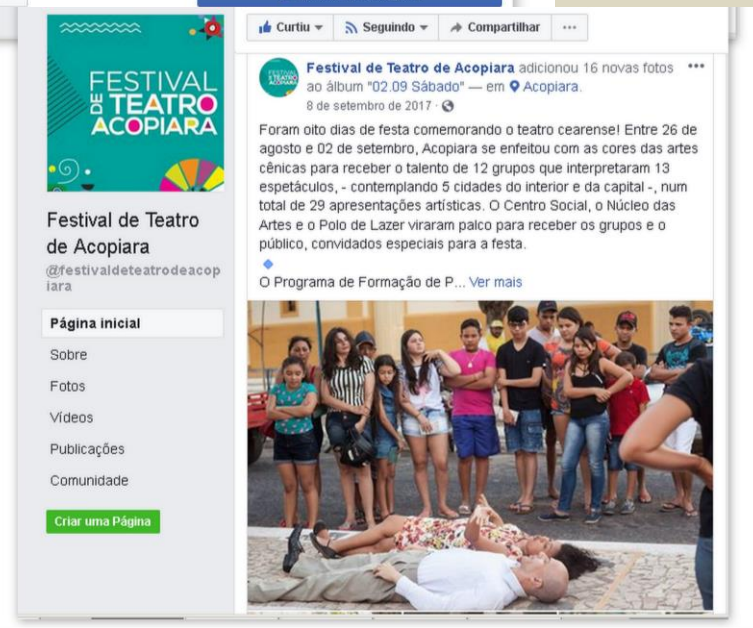 FESTIVAL
DE TEATRO
ACOPIARA
Festival de Teatro
de Acopiara
@festivaldeteatrodeacop
iara
Página inicial
Sobre
Fotos
Vídeos
Publicações
Comunidade
Criar uma Página
Curtiu
Seguindo
Compartilhar
Festival de Teatro de Acopiara adicionou 16 novas fotos
ao álbum "02.09 Sábado" — em Acopiara.
8 de setembro de 2017 ·
Foram oito dias de festa comemorando o teatro cearense! Entre 26 de
agosto e 02 de setembro, Acopiara se enfeitou com as cores das artes
cênicas para receber o talento de 12 grupos que interpretaram 13
espetáculos, - contemplando 5 cidades do interior e da capital -, num
total de 29 apresentações artísticas. O Centro Social, o Núcleo das
Artes e o Polo de Lazer viraram palco para receber os grupos e o
público, convidados especiais para a festa.
O Programa de Formação de P... Ver mais